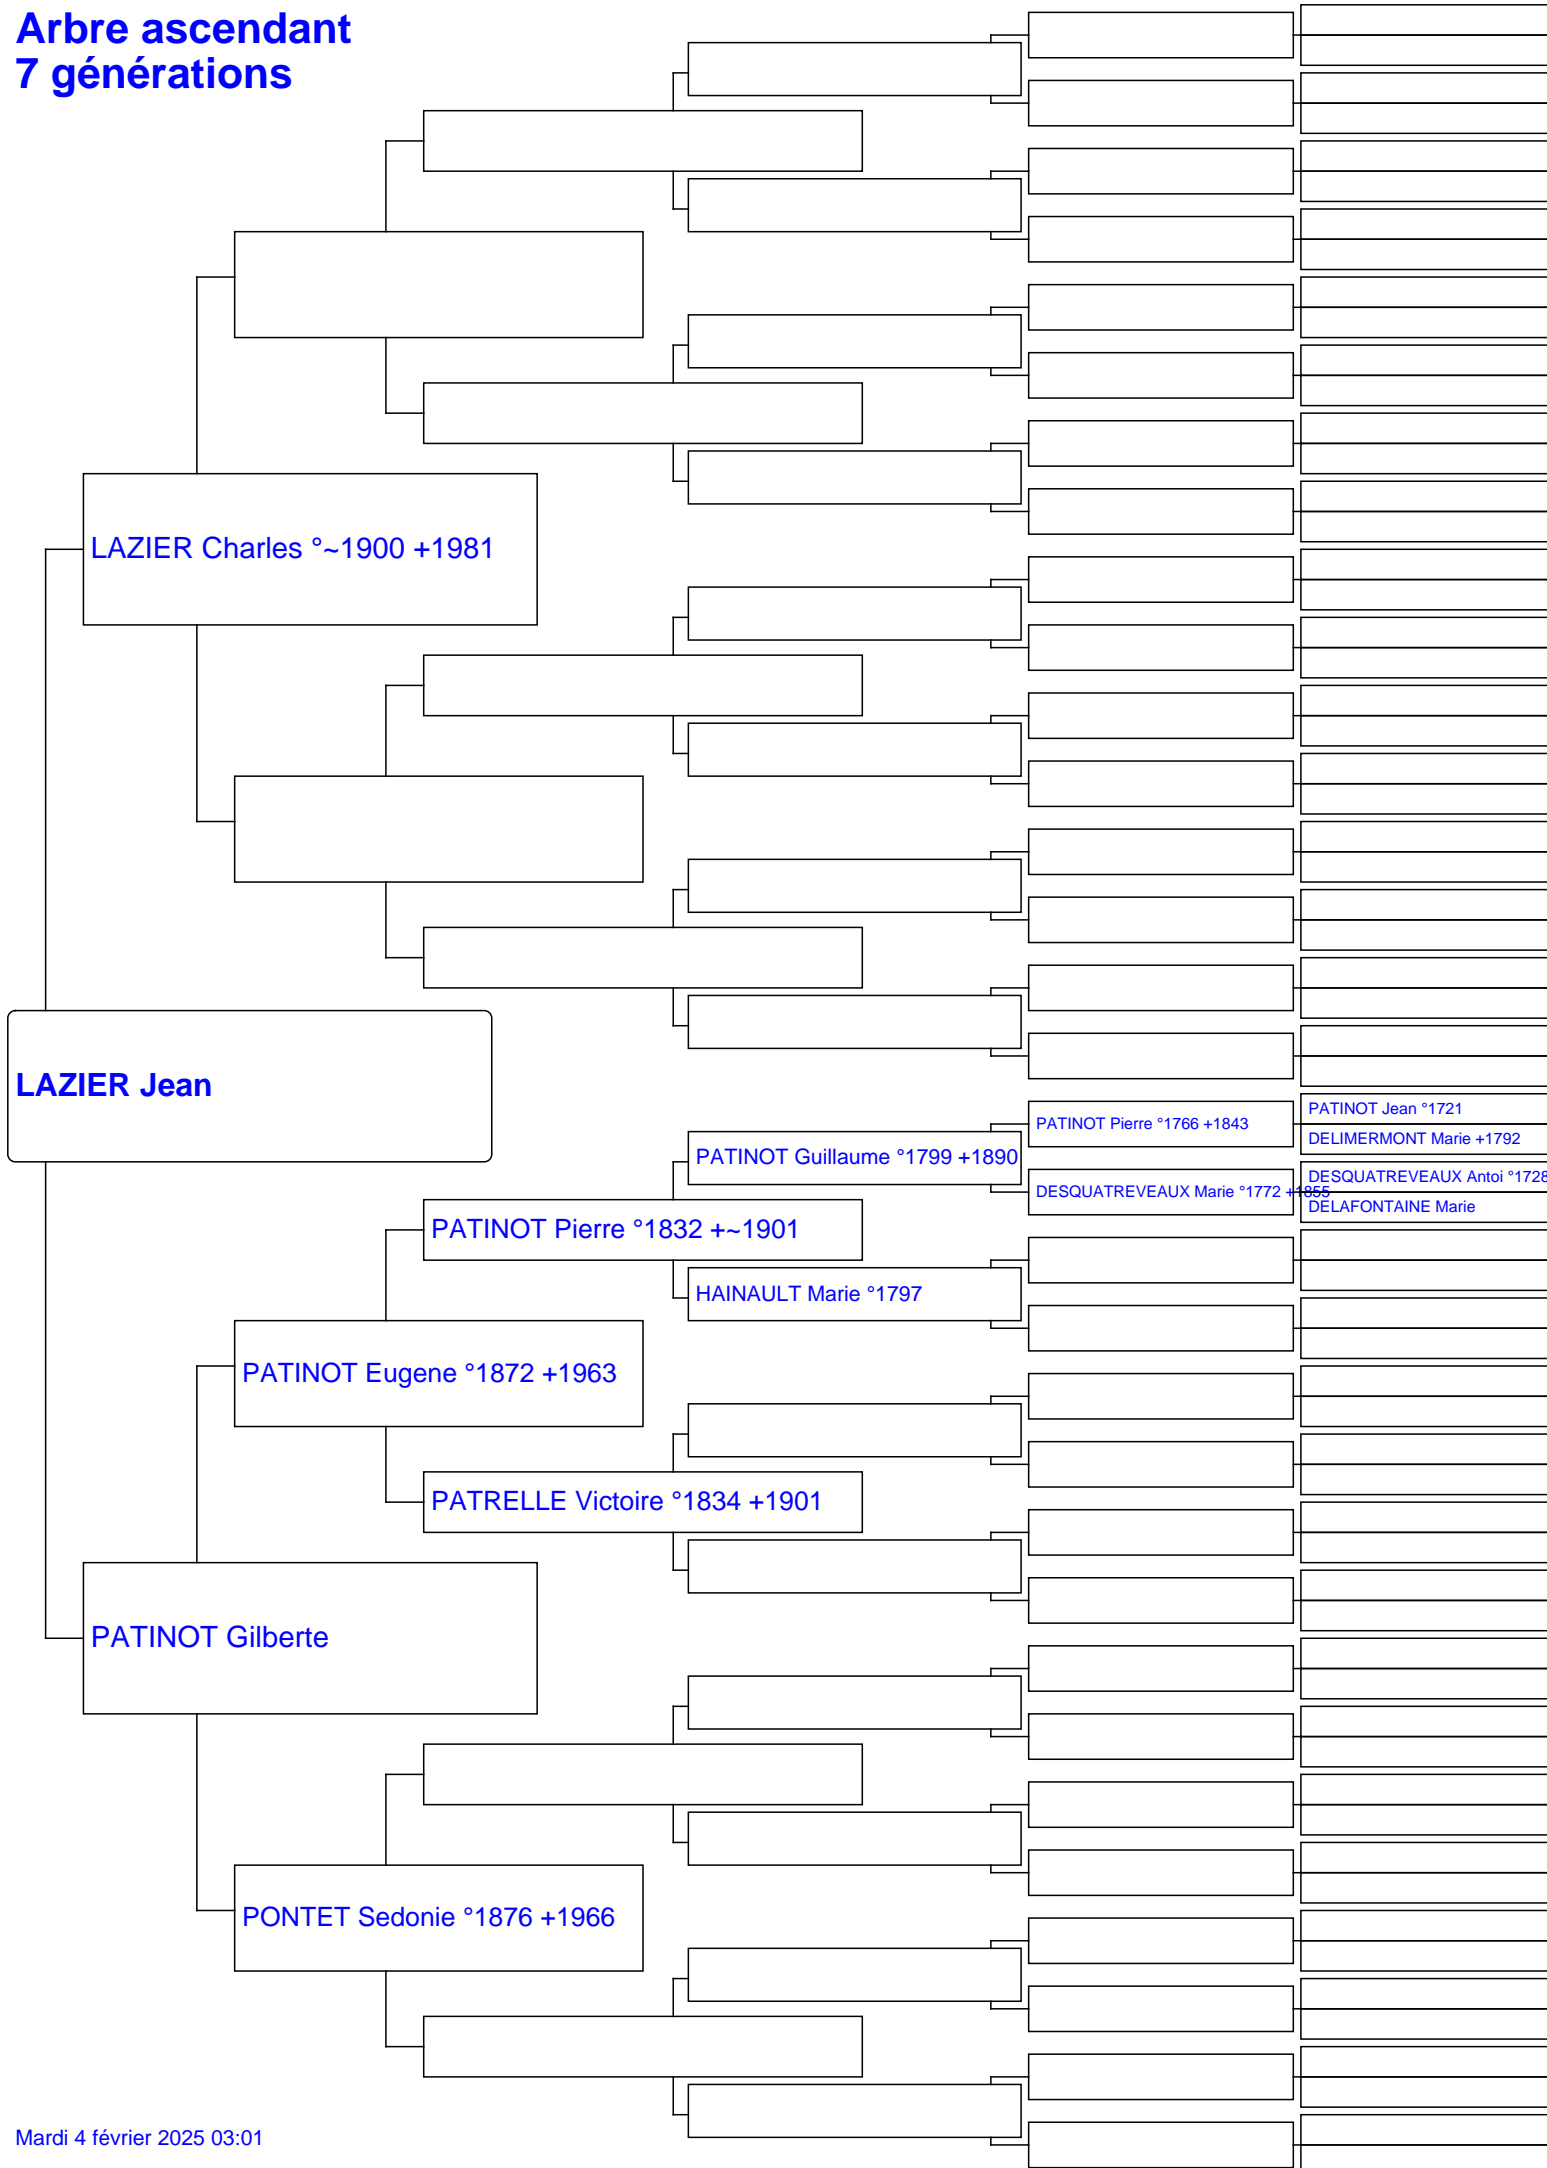 Arbre ascendant
7 générations
LAZIER Charles °~1900 +1981
LAZIER Jean
PATINOT Jean °1721
PATINOT Pierre °1766 +1843
DELIMERMONT Marie +1792
PATINOT Guillaume °1799 +1890
DESQUATREVEAUX Antoi °1728
DESQUATREVEAUX Marie °1772 +1855
DELAFONTAINE Marie
PATINOT Pierre °1832 +~1901
HAINAULT Marie °1797
PATINOT Eugene °1872 +1963
PATRELLE Victoire °1834 +1901
PATINOT Gilberte
PONTET Sedonie °1876 +1966
Mardi 4 février 2025 03:01